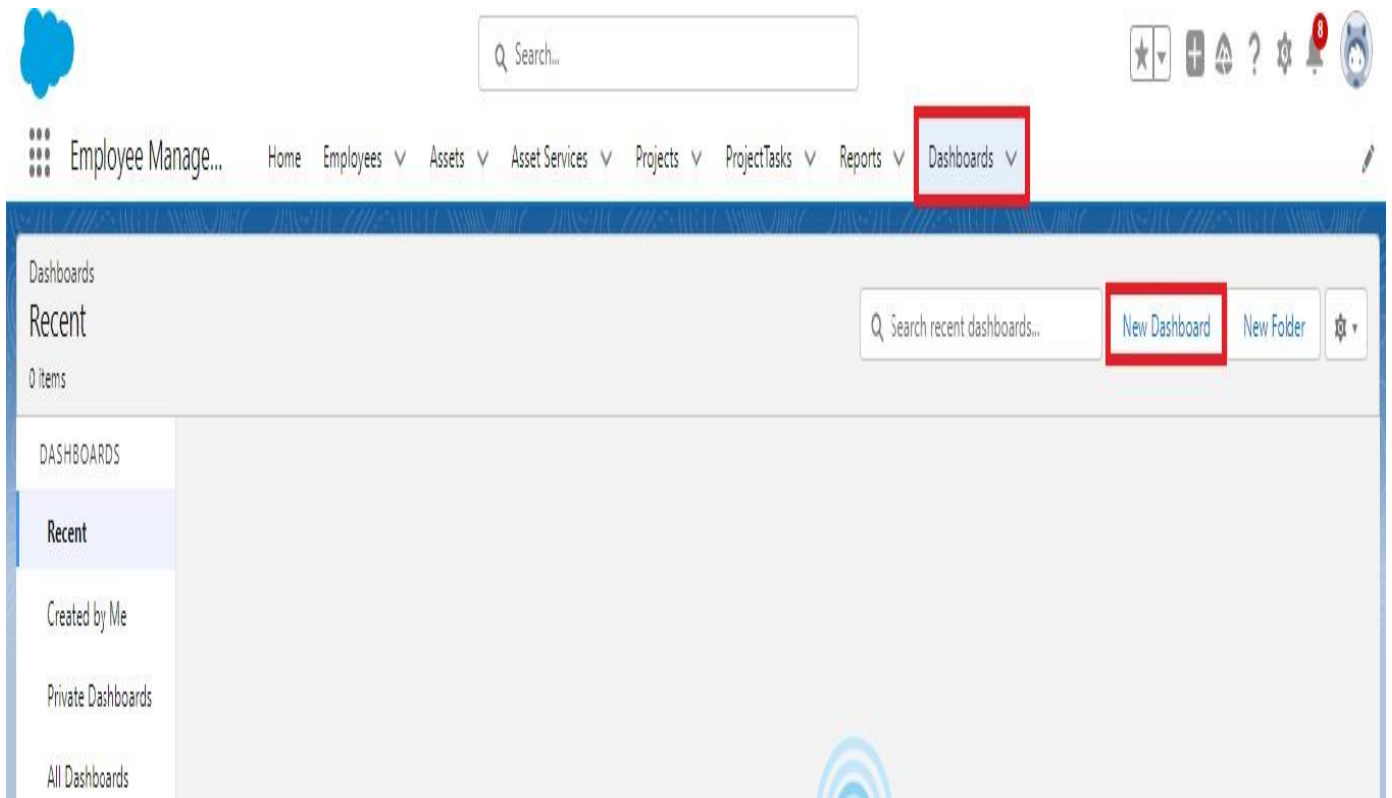 Search...
8
Employee Manage... Home Employees Assets Asset Services Projects ProjectTasks Reports Dashboards
Dashboards
Recent
0 items
Search recent dashboards... New Dashboard New Folder
DASHBOARDS
Recent
Created by Me
Private Dashboards
All Dashboards